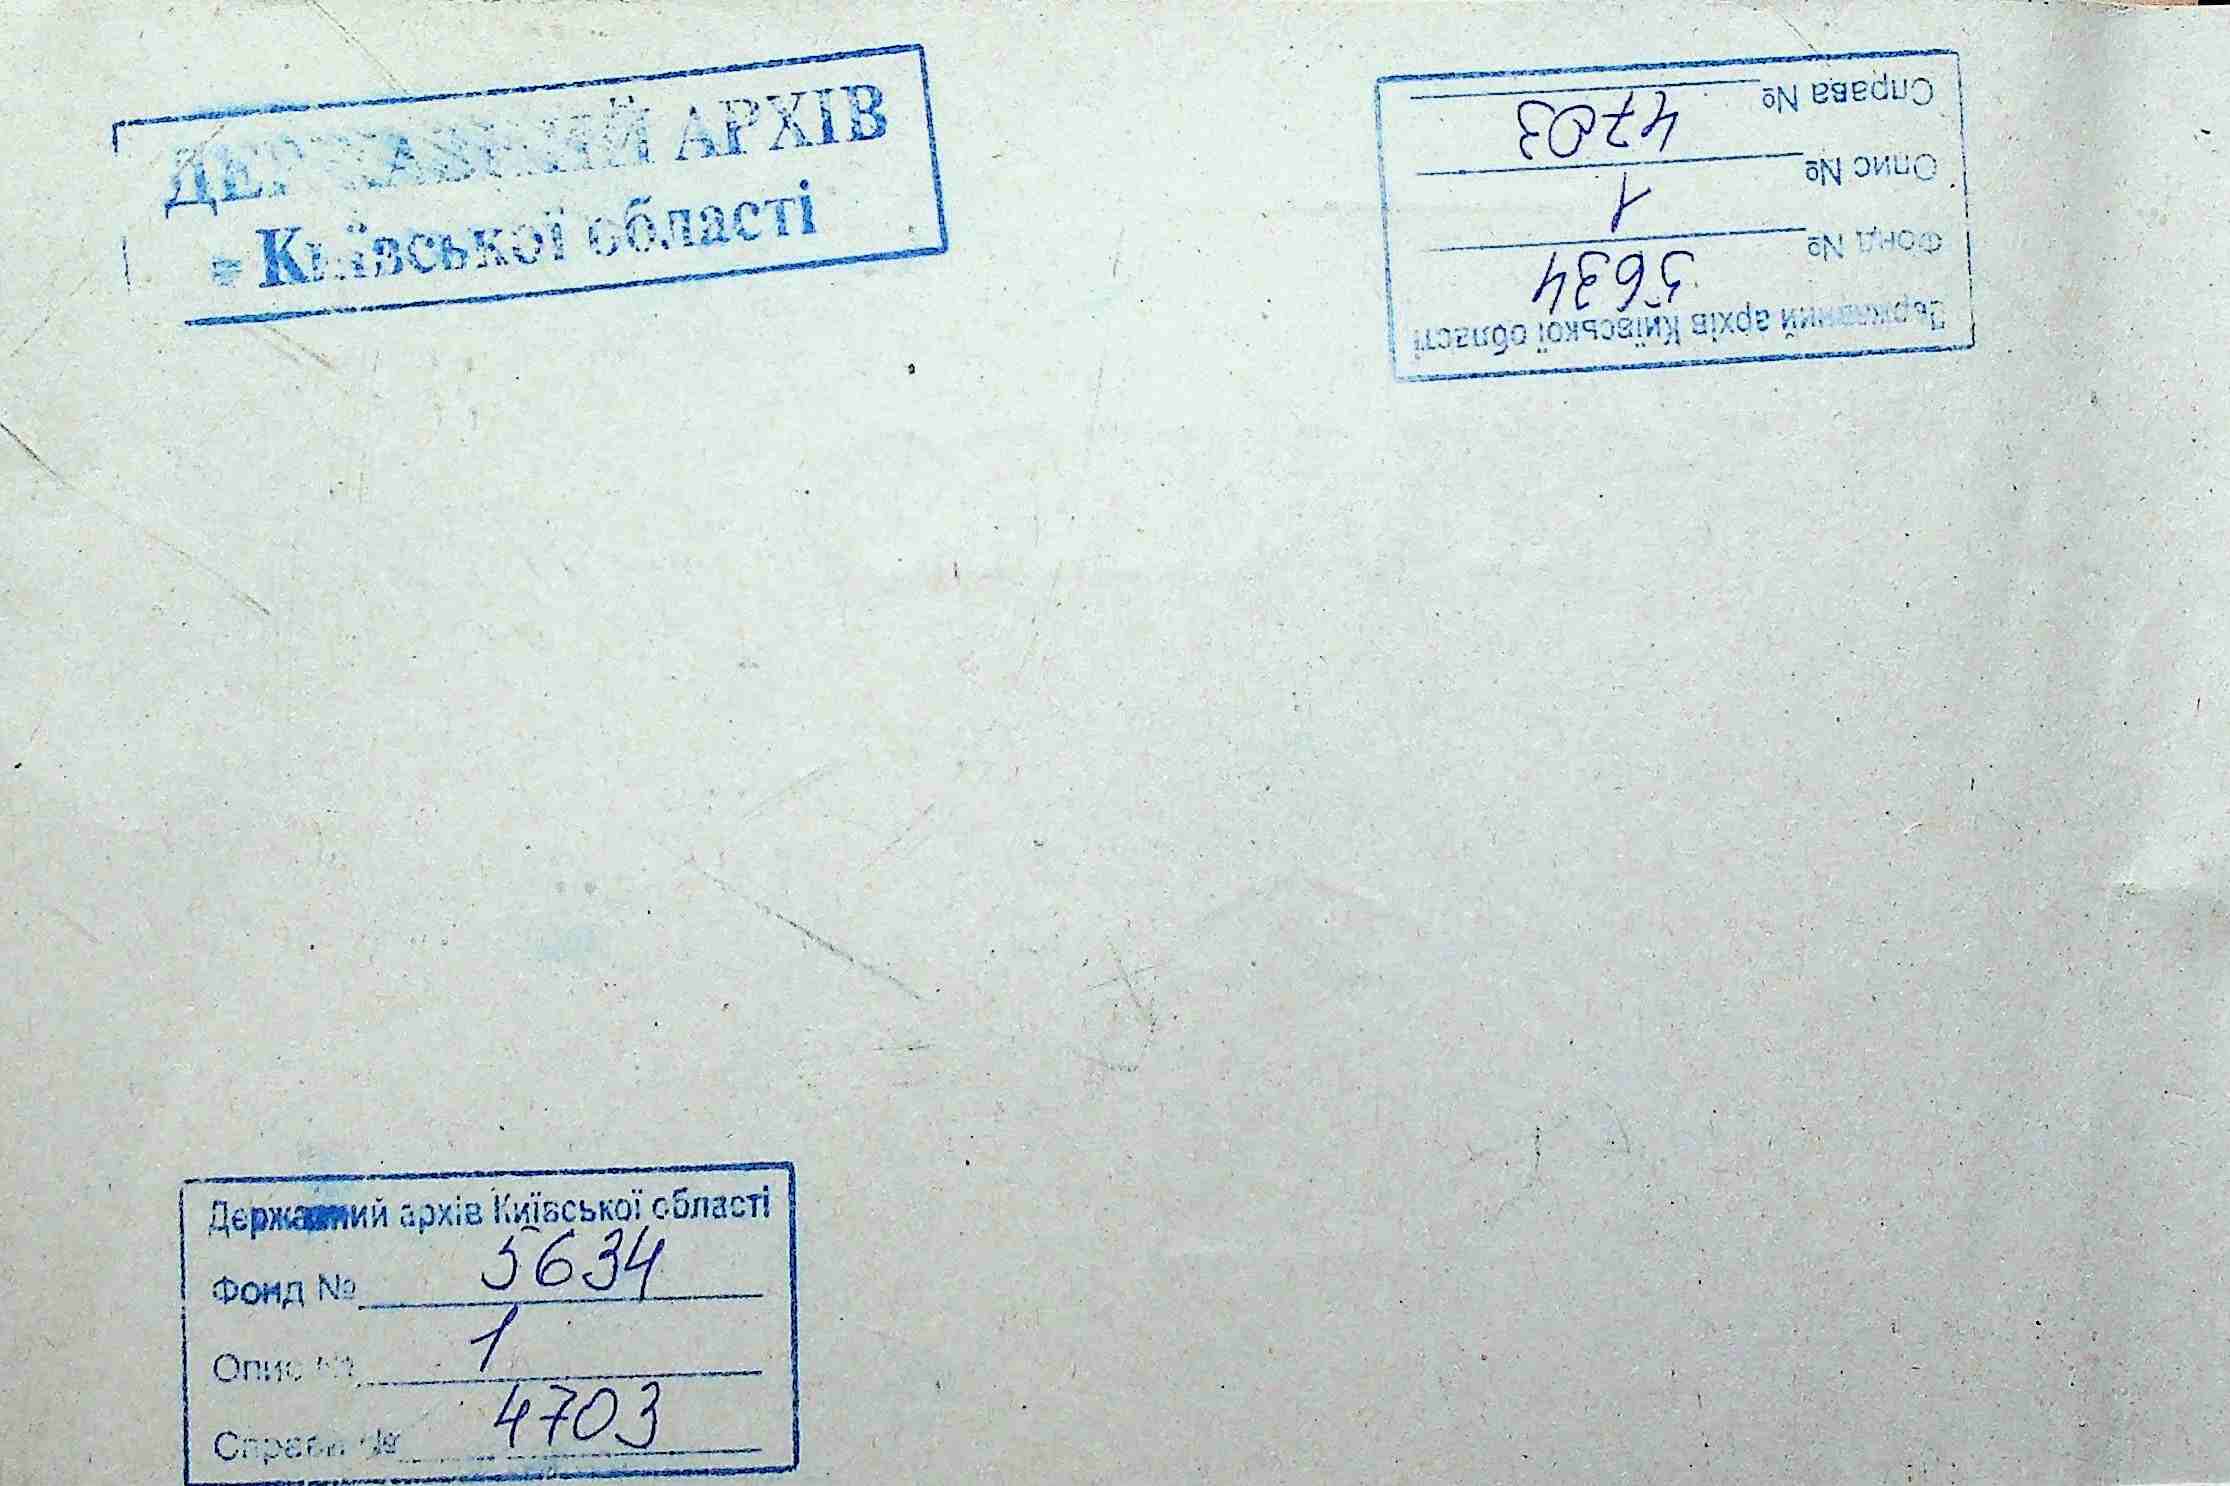 ДЕРЖАВНИЙ АРХІВ
Київської області
Державний архів Київської області
Фонд № 5634
Опис № 1
Справа № 4703
Державний архів Київської області
Фонд № 5634
Опис № 1
Справа № 4703